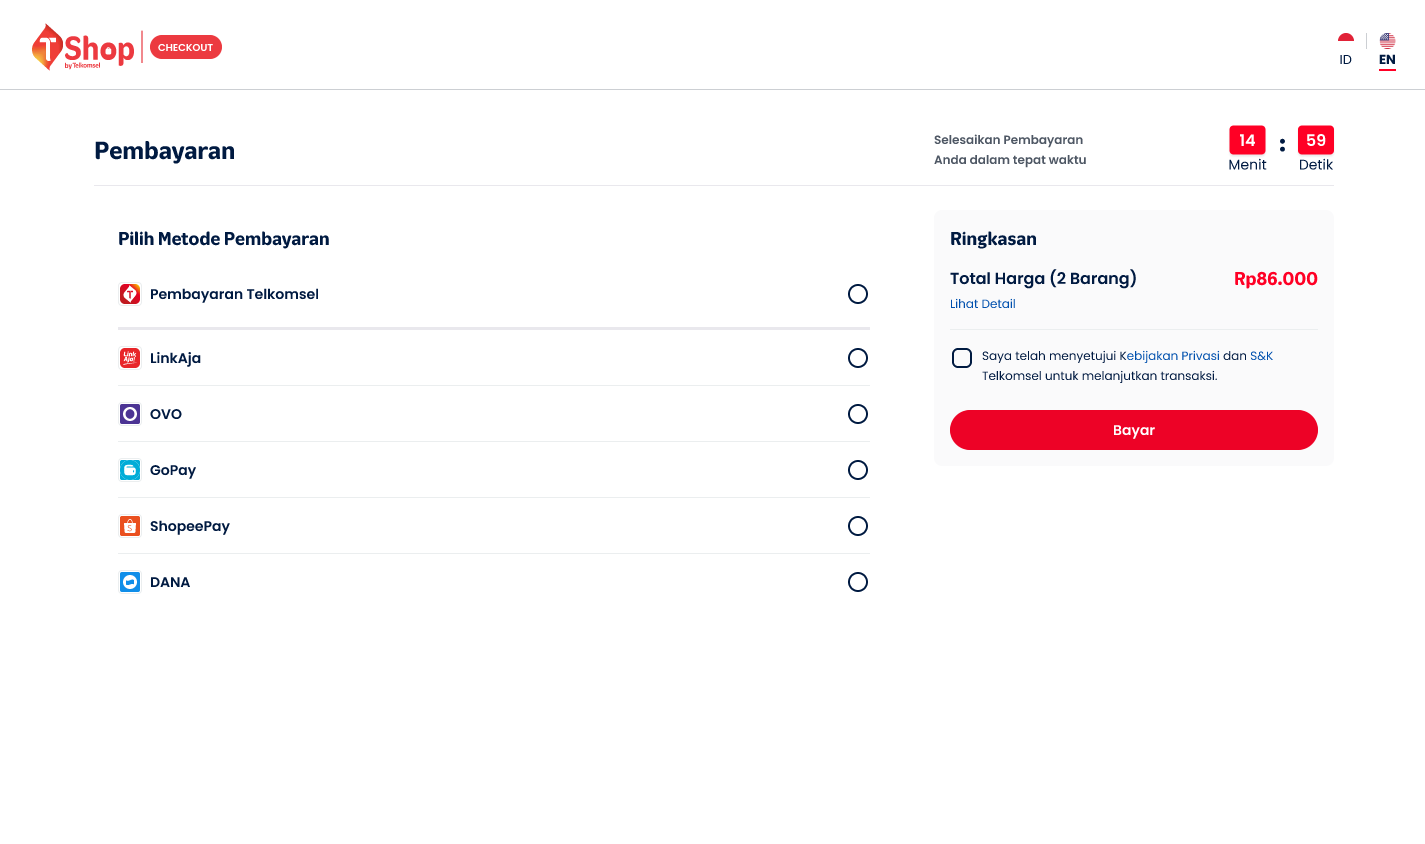 TShop
by Telkomsel
CHECKOUT
ID
EN
Pembayaran
Selesaikan Pembayaran
Anda dalam tepat waktu
14 : 59
Menit Detik
Pilih Metode Pembayaran
Pembayaran Telkomsel
LinkAja
OVO
GoPay
ShopeePay
DANA
Ringkasan
Total Harga (2 Barang) Rp86.000
Lihat Detail
Saya telah menyetujui Kebijakan Privasi dan S&K
Telkomsel untuk melanjutkan transaksi.
Bayar